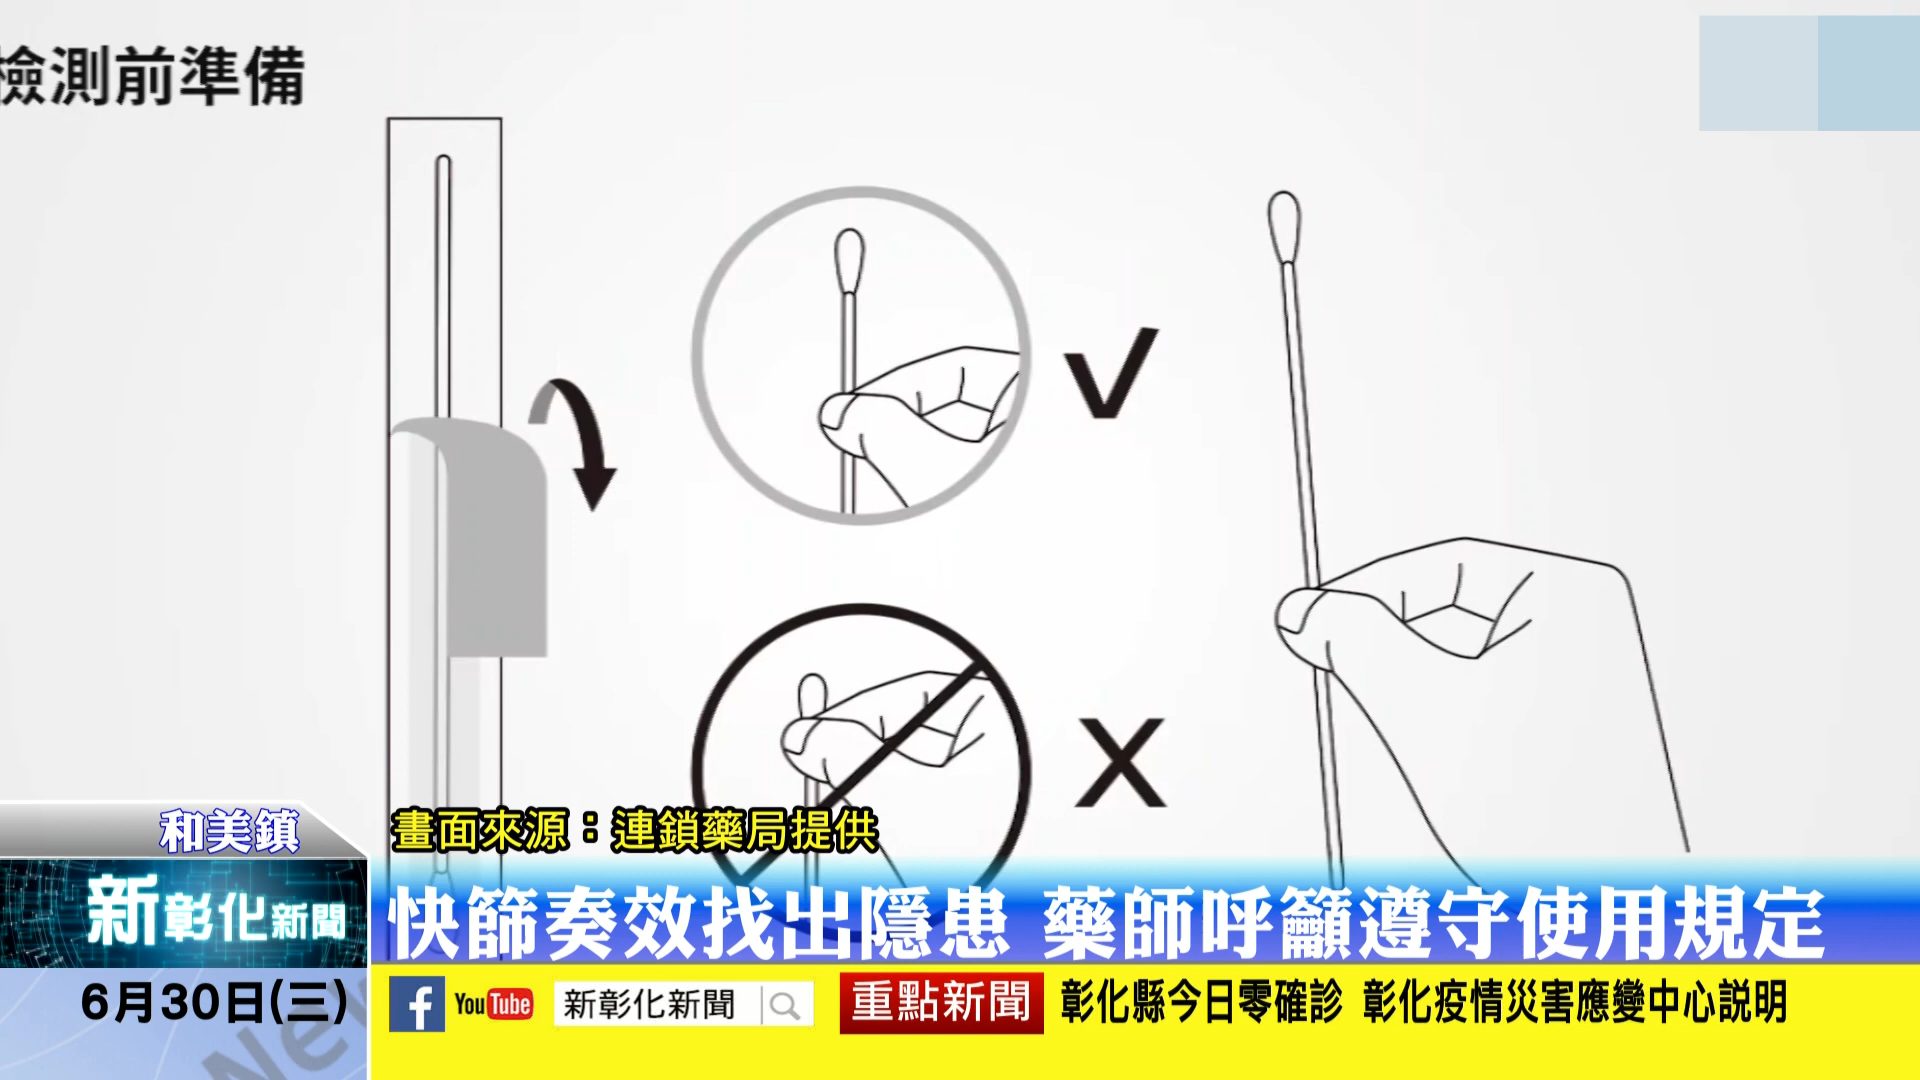 檢測前準備
V
X
和美鎮
畫面來源：連鎖藥局提供
新彰化新聞
快篩奏效找出隱患 藥師呼籲遵守使用規定
6月30日(三)
f YouTube 新彰化新聞 重點新聞 彰化縣今日零確診 彰化疫情災害應變中心説明
New